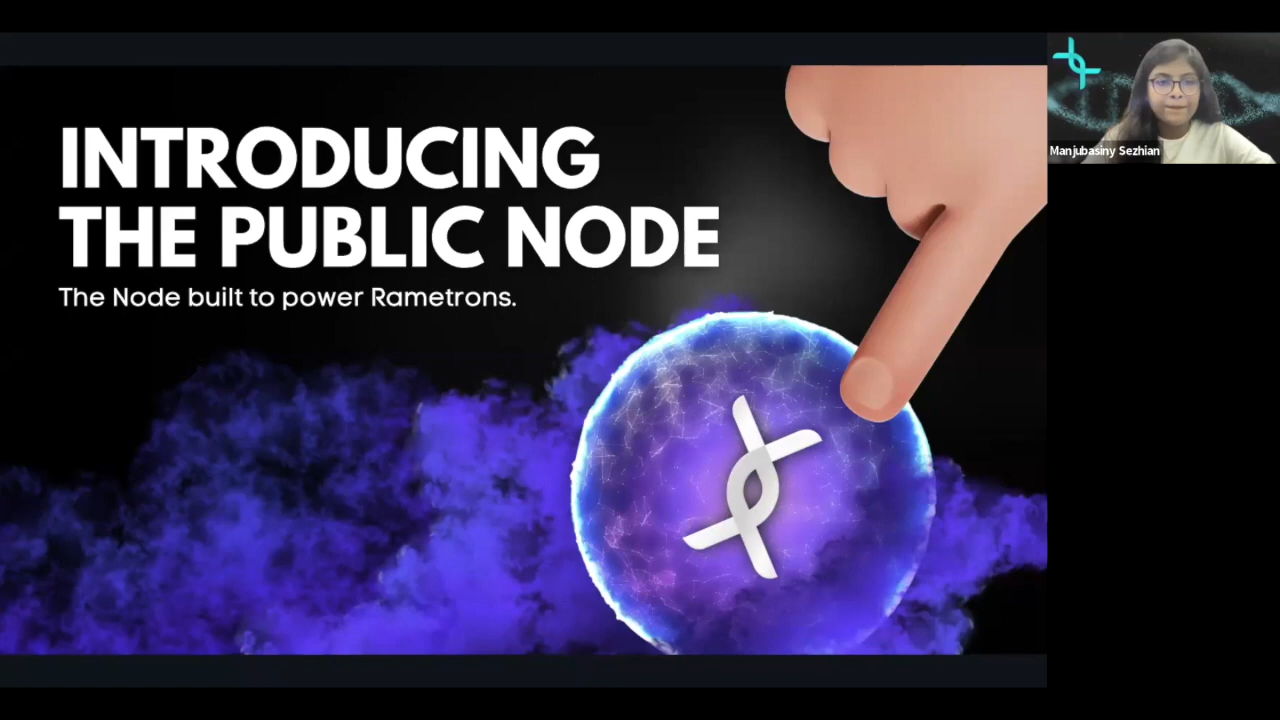 INTRODUCING
THE PUBLIC NODE
The Node built to power Rametrons.
Manjubasiny Sezhian